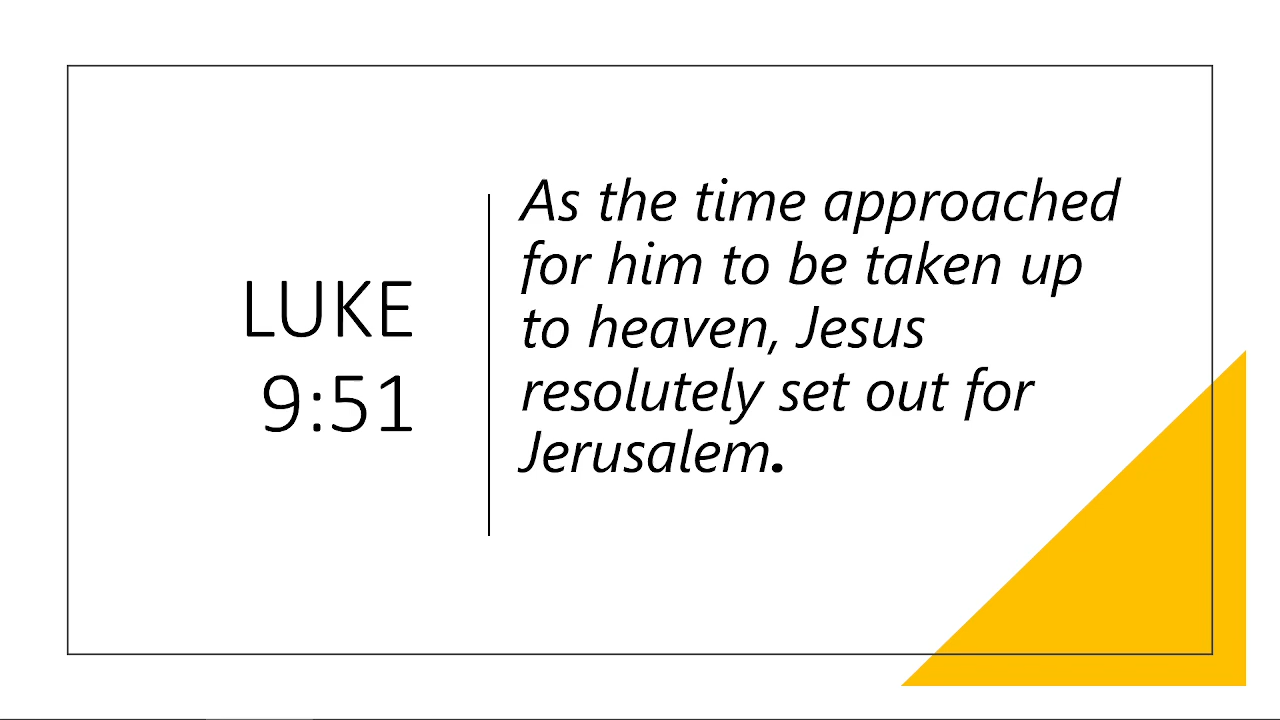 LUKE
9:51
As the time approached
for him to be taken up
to heaven, Jesus
resolutely set out for
Jerusalem.